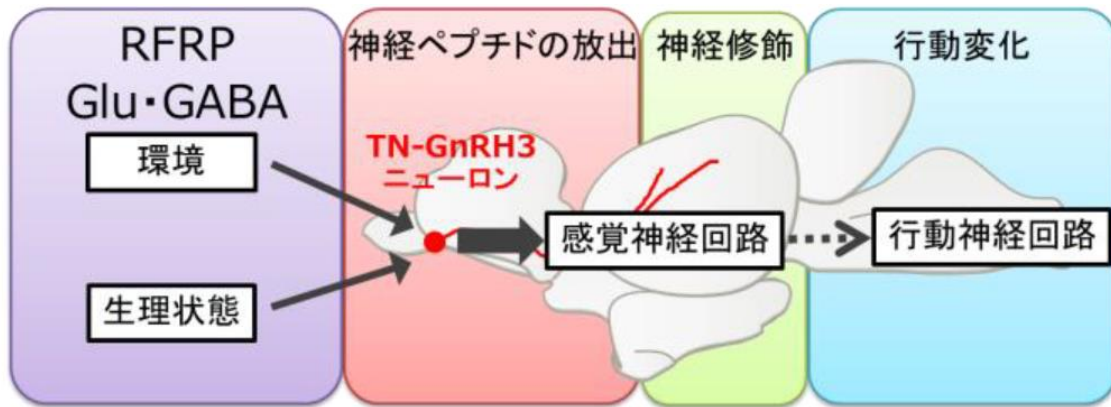 RFRP
Glu・GABA
環境
生理状態
神経ペプチドの放出
TN-GnRH3
ニューロン
神経修飾
感覚神経回路
行動変化
行動神経回路